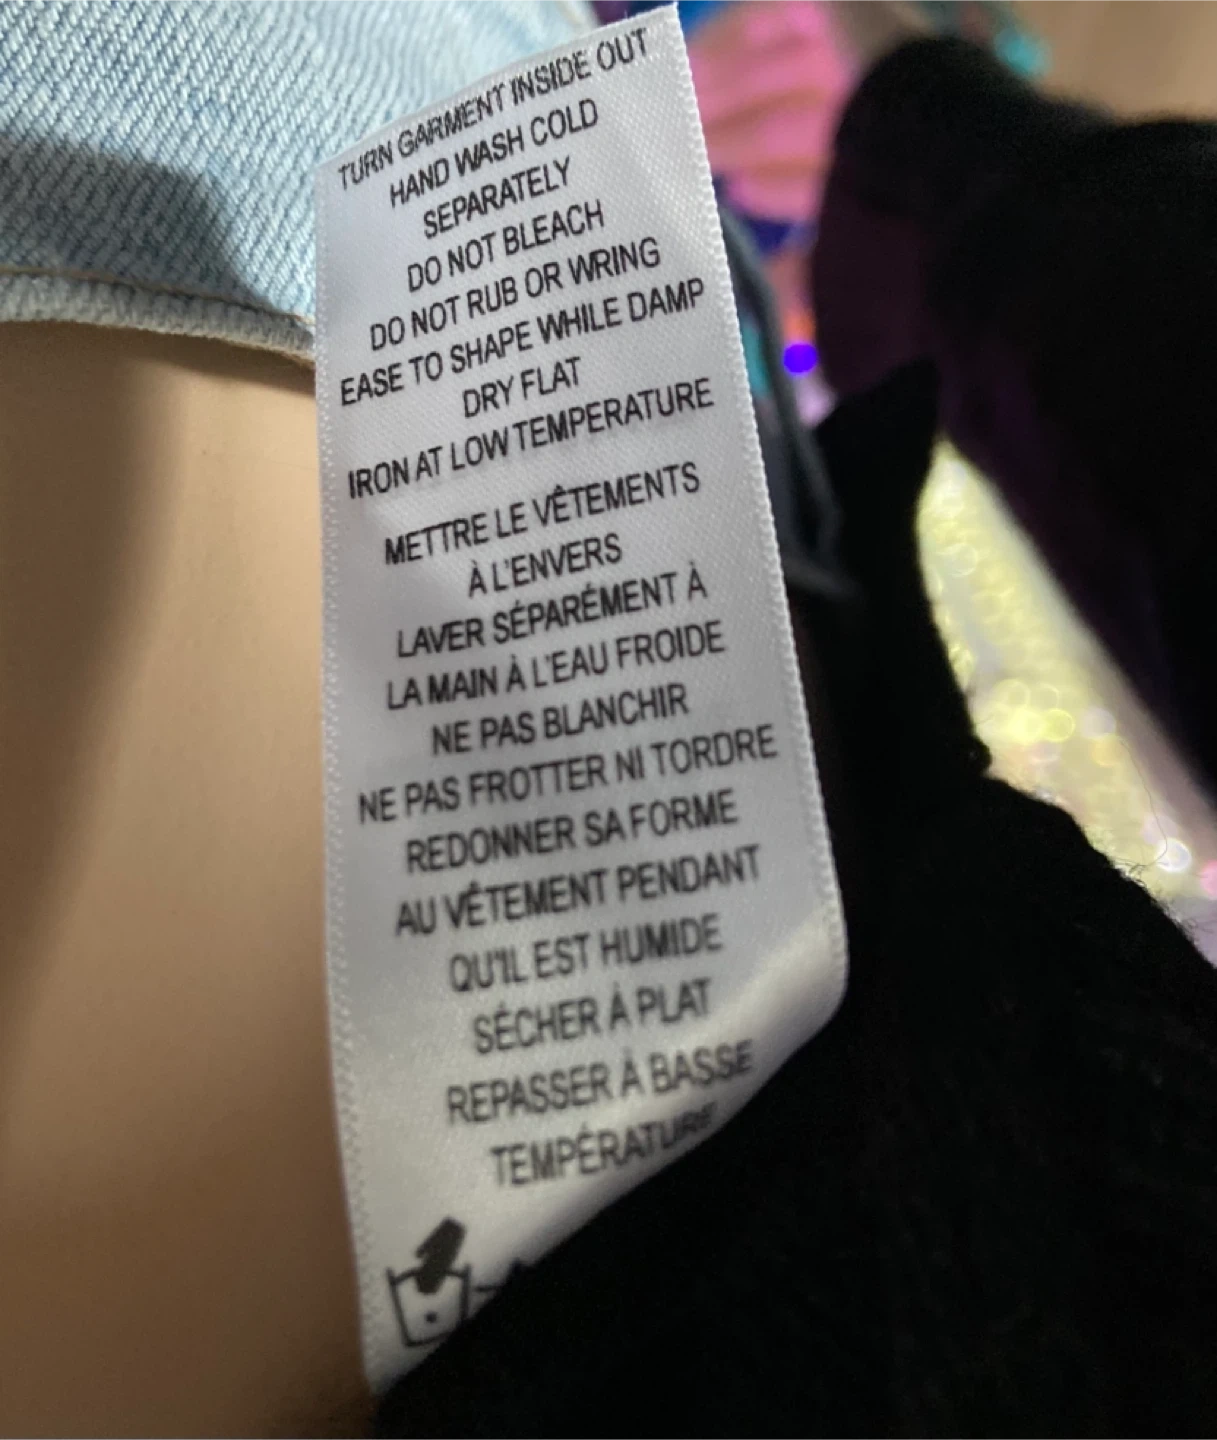 TURN GARMENT INSIDE OUT
HAND WASH COLD
SEPARATELY
DO NOT BLEACH
DO NOT RUB OR WRING
EASE TO SHAPE WHILE DAMP
DRY FLAT
IRON AT LOW TEMPERATURE
METTRE LE VÊTEMENTS
À L'ENVERS
LAVER SÉPARÉMENT À
LA MAIN À L'EAU FROIDE
NE PAS BLANCHIR
NE PAS FROTTER NI TORDRE
REDONNER SA FORME
AU VÊTEMENT PENDANT
QU'IL EST HUMIDE
SÉCHER À PLAT
REPASSER À BASSE
TEMPÉRATURE